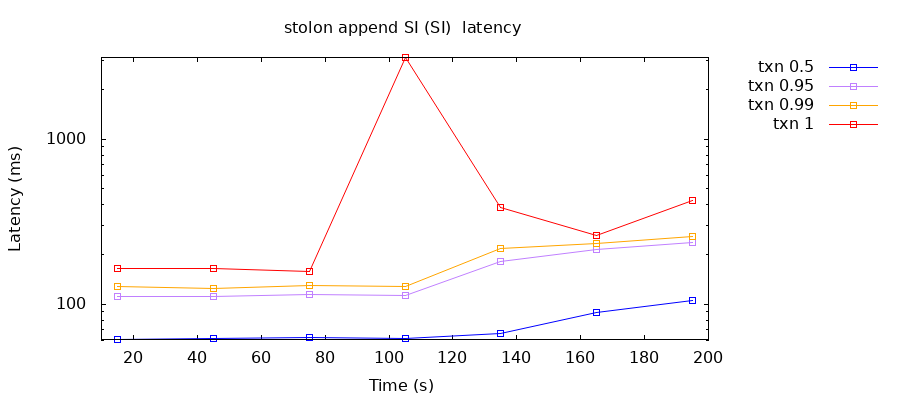 stolon append SI (SI)  latency
txn 0.5
txn 0.95
txn 0.99
txn 1
Latency (ms)
1000
100
20 40 60 80 100 120 140 160 180 200
Time (s)